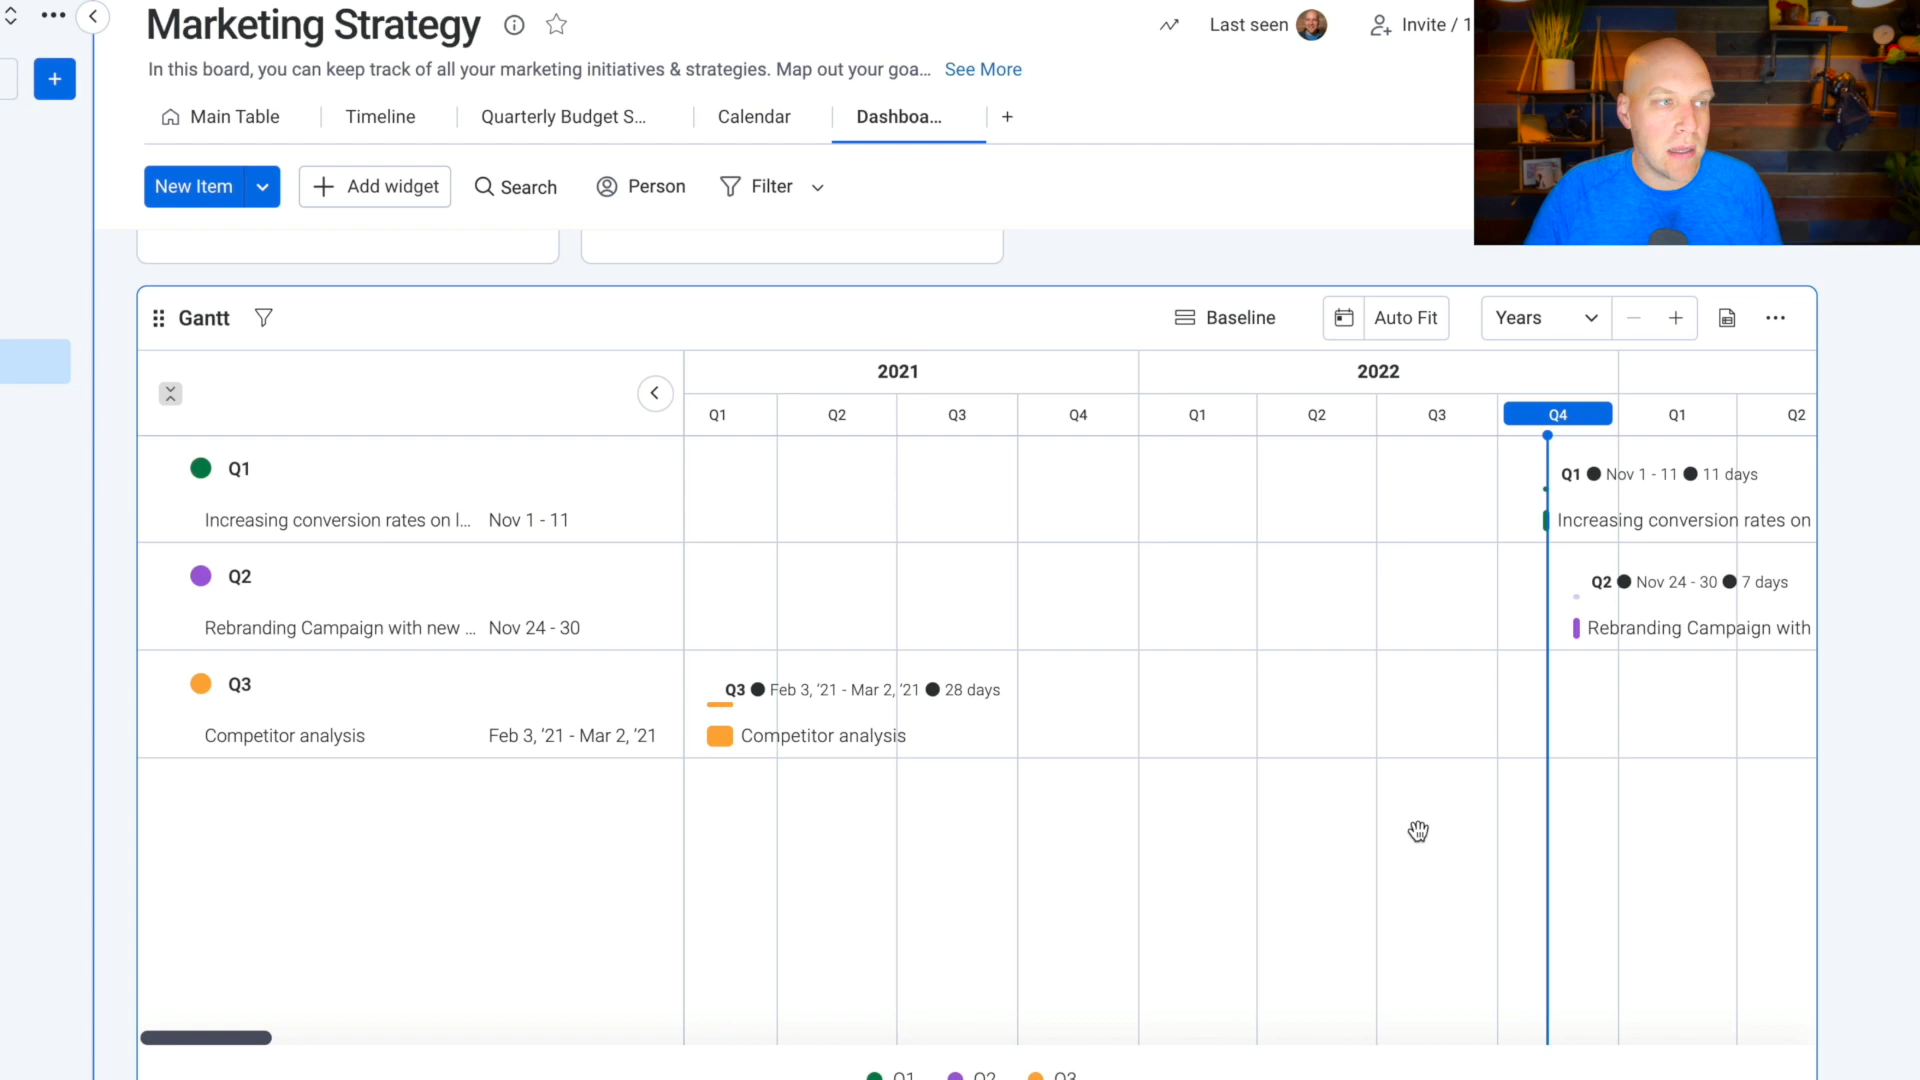 Marketing Strategy
Last seen
Invite / 1
In this board, you can keep track of all your marketing initiatives & strategies. Map out your goa... See More
Main Table
Timeline
Quarterly Budget S...
Calendar
Dashboa...
New Item
Add widget
Search
Person
Filter
Gantt
Baseline
Auto Fit
Years
2021
2022
Q1
Q2
Q3
Q4
Q1
Q2
Q3
Q4
Q1
Q2
Q1
Q1 ● Nov 1 - 11 ● 11 days
Increasing conversion rates on l... Nov 1 - 11
Increasing conversion rates on
Q2
Q2 ● Nov 24 - 30 ● 7 days
Rebranding Campaign with new ... Nov 24 - 30
Rebranding Campaign with
Q3
Q3 ● Feb 3, '21 - Mar 2, '21 ● 28 days
Competitor analysis Feb 3, '21 - Mar 2, '21
Competitor analysis
Q1
Q2
Q3